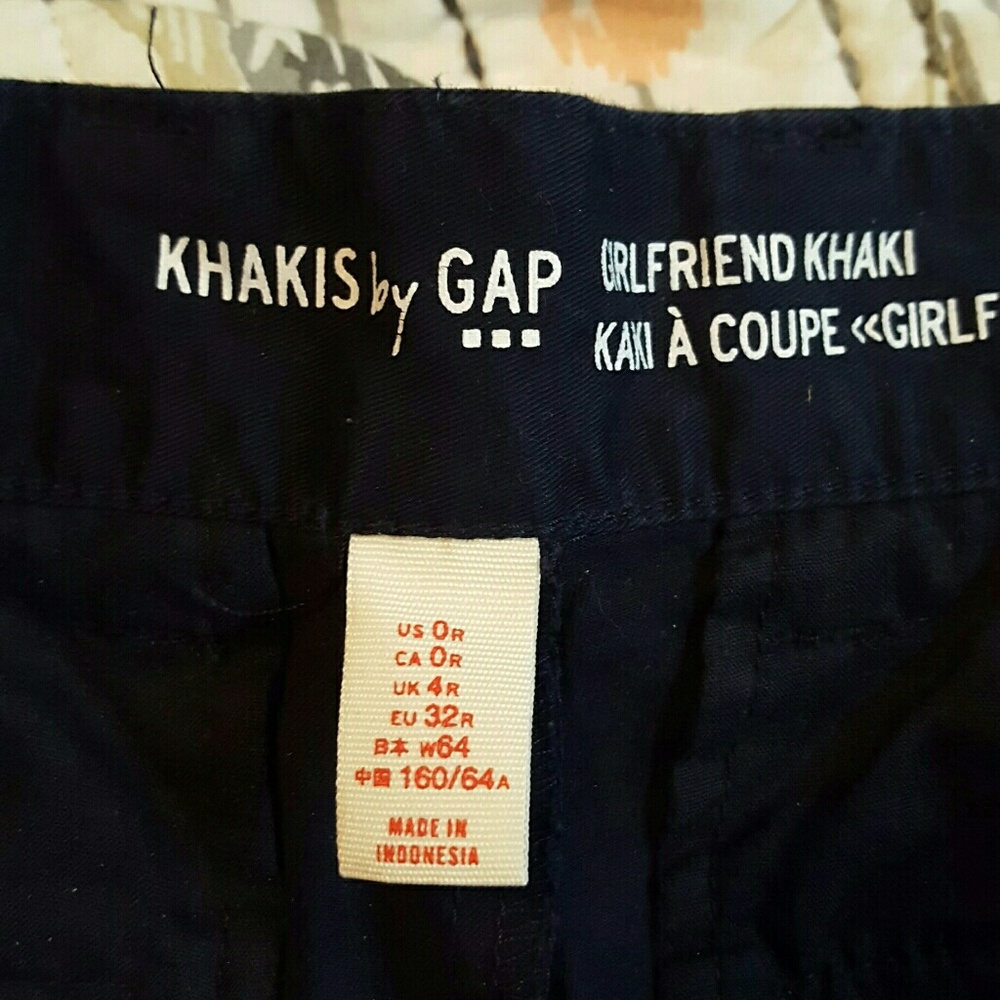 KHAKIS by GAP
GIRLFRIEND KHAKI
KAKI À COUPE «GIRLF
US 0R
CA 0R
UK 4R
EU 32R
日本 W64
中国 160/64A
MADE IN
INDONESIA